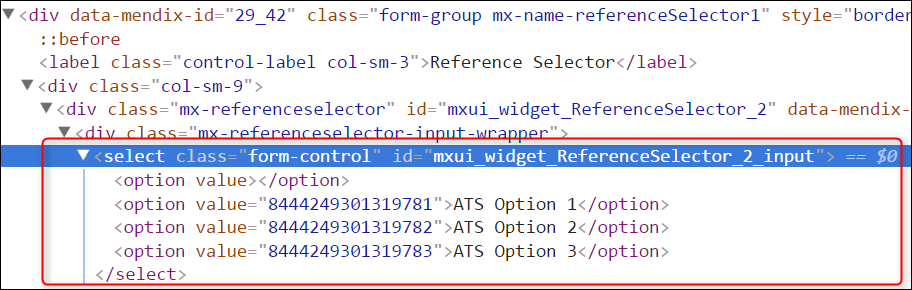 ▼<div data-mendix-id="29_42" class="form-group mx-name-referenceSelector1" style="border
::before
<label class="control-label col-sm-3">Reference Selector</label>
▼<div class="col-sm-9">
▼<div class="mx-referenceselector" id="mxui_widget_ReferenceSelector_2" data-mendix-
▼<div class="mx-referenceselector-input-wrapper">
▼<select class="form-control" id="mxui_widget_ReferenceSelector_2_input"> == $0
<option value></option>
<option value="8444249301319781">ATS Option 1</option>
<option value="8444249301319782">ATS Option 2</option>
<option value="8444249301319783">ATS Option 3</option>
</select>